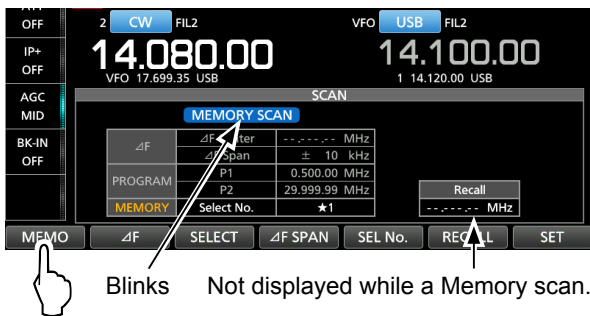 OFF
IP+
OFF
AGC
MID
BK-IN
OFF
2 CW FIL2 VFO USB FIL2
14.080.00 14.100.00
VFO 17.699.35 USB 1 14.120.00 USB
SCAN
MEMORY SCAN
⊿F --.---.-- MHz
⊿F Span ± 10 kHz
PROGRAM P1 0.500.00 MHz
P2 29.999.99 MHz
MEMORY Select No. ★1
Recall
--.---.-- MHz
MEMO ⊿F SELECT ⊿F SPAN SEL No. SET
Blinks Not displayed while a Memory scan.